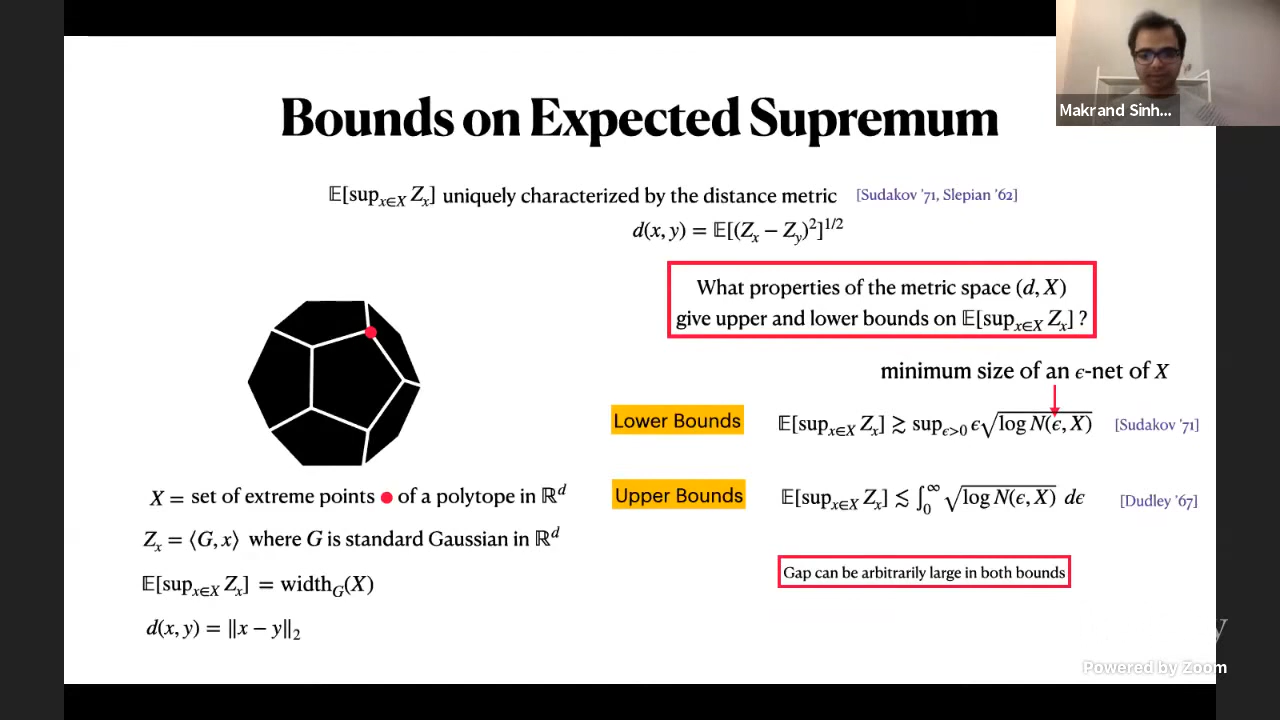 Makrand Sinh...
Bounds on Expected Supremum
𝔼[sup_{x∈X} Z_x] uniquely characterized by the distance metric [Sudakov '71, Slepian '62]
d(x, y) = 𝔼[(Z_x − Z_y)²]^{1/2}
What properties of the metric space (d, X)
give upper and lower bounds on 𝔼[sup_{x∈X} Z_x] ?
minimum size of an ϵ-net of X
Lower Bounds 𝔼[sup_{x∈X} Z_x] ≳ sup_{ϵ>0} ϵ√(log N(ϵ, X)) [Sudakov '71]
Upper Bounds 𝔼[sup_{x∈X} Z_x] ≲ ∫_0^∞ √(log N(ϵ, X)) dϵ [Dudley '67]
Gap can be arbitrarily large in both bounds
X = set of extreme points ● of a polytope in ℝ^d
Z_x = ⟨G, x⟩ where G is standard Gaussian in ℝ^d
𝔼[sup_{x∈X} Z_x] = width_G(X)
d(x, y) = ∥x − y∥_2
Powered by Zoom